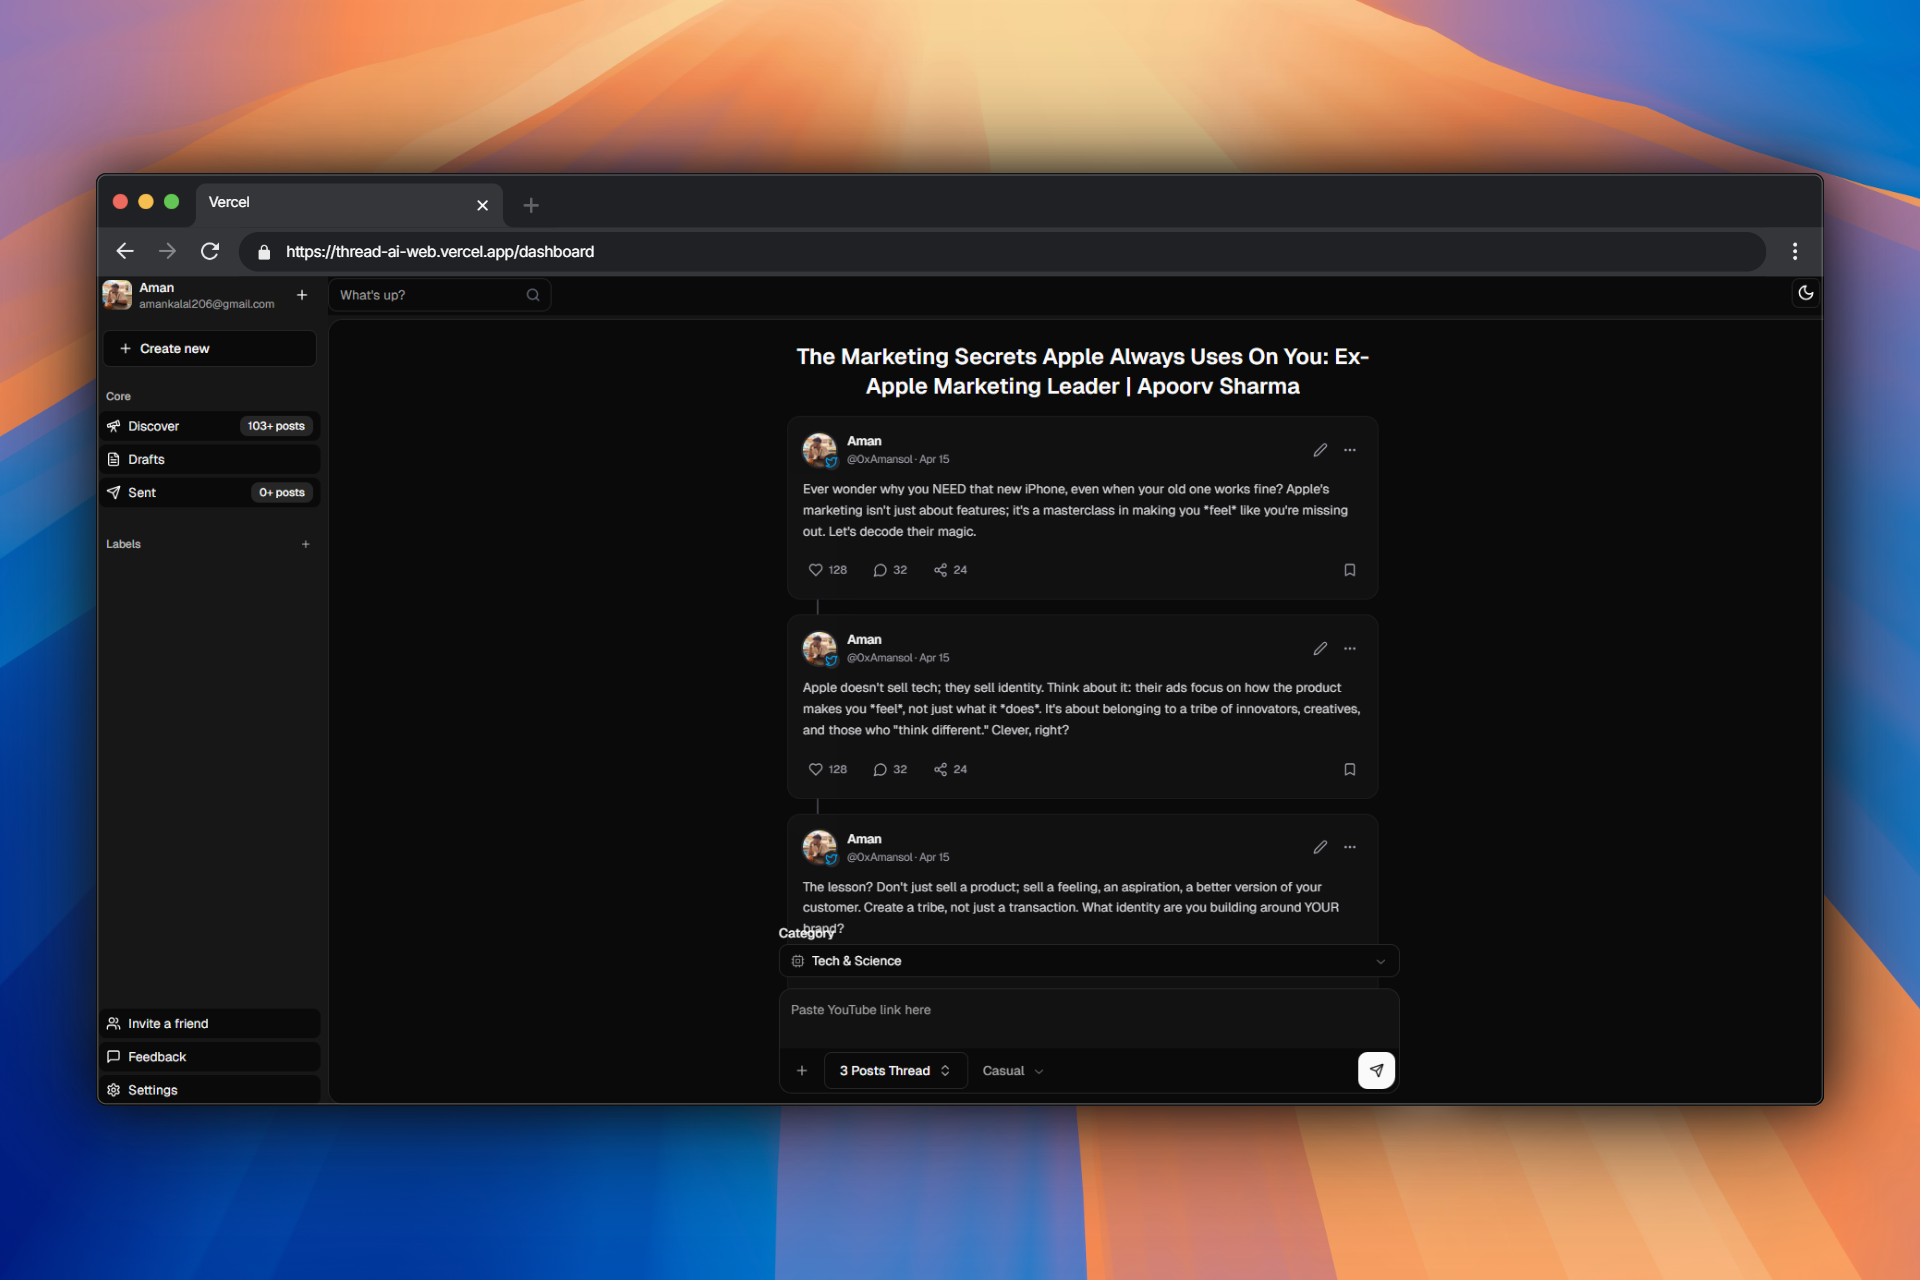 Vercel
https://thread-ai-web.vercel.app/dashboard
Aman
amankalal206@gmail.com
What's up?
Create new
Core
Discover 103+ posts
Drafts
Sent 0+ posts
Labels
Invite a friend
Feedback
Settings
The Marketing Secrets Apple Always Uses On You: Ex-
Apple Marketing Leader | Apoorv Sharma
Aman
@0xAmansol · Apr 15
Ever wonder why you NEED that new iPhone, even when your old one works fine? Apple's
marketing isn't just about features; it's a masterclass in making you *feel* like you're missing
out. Let's decode their magic.
128 32 24
Aman
@0xAmansol · Apr 15
Apple doesn't sell tech; they sell identity. Think about it: their ads focus on how the product
makes you *feel*, not just what it *does*. It's about belonging to a tribe of innovators, creatives,
and those who "think different." Clever, right?
128 32 24
Aman
@0xAmansol · Apr 15
The lesson? Don't just sell a product; sell a feeling, an aspiration, a better version of your
customer. Create a tribe, not just a transaction. What identity are you building around YOUR
brand?
Category
Tech & Science
Paste YouTube link here
3 Posts Thread Casual